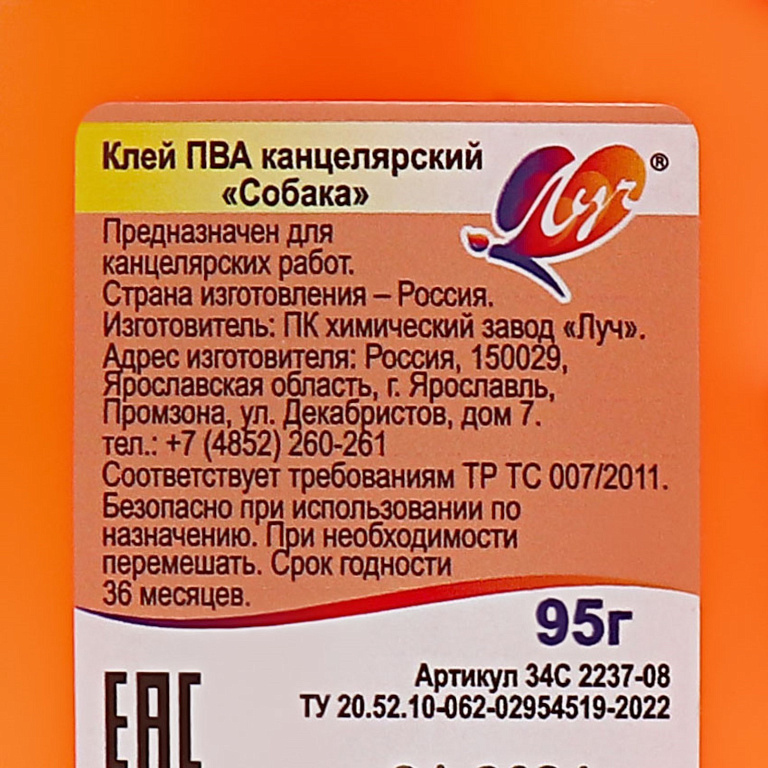 Клей ПВА канцелярский
«Собака»
Луч®
Предназначен для
канцелярских работ.
Страна изготовления – Россия.
Изготовитель: ПК химический завод «Луч».
Адрес изготовителя: Россия, 150029,
Ярославская область, г. Ярославль,
Промзона, ул. Декабристов, дом 7.
тел.: +7 (4852) 260-261
Соответствует требованиям ТР ТС 007/2011.
Безопасно при использовании по
назначению. При необходимости
перемешать. Срок годности
36 месяцев.
95г
Артикул 34С 2237-08
ТУ 20.52.10-062-02954519-2022
ЕАС